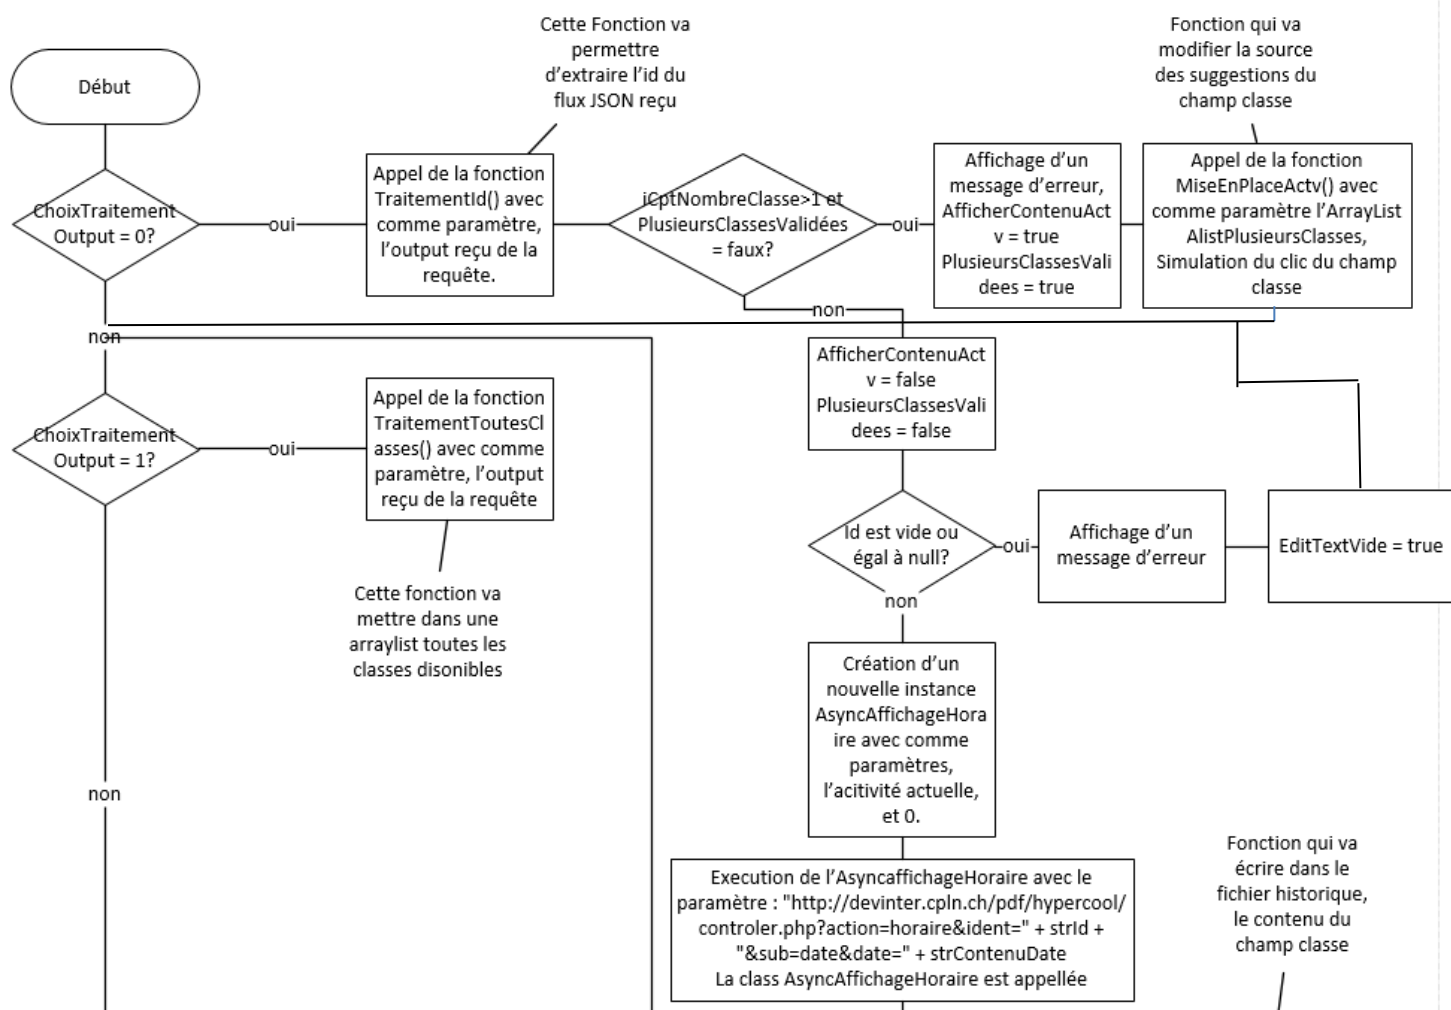 Début
Cette Fonction va
permettre
d'extraire l'id du
flux JSON reçu
Fonction qui va
modifier la source
des suggestions du
champ classe
ChoixTraitement
Output = 0?
oui
Appel de la fonction
TraitementId() avec
comme paramètre,
l'output reçu de la
requête.
iCptNombreClasse>1 et
PlusieursClassesValidées
= faux?
oui
Affichage d'un
message d'erreur,
AfficherContenuAct
v = true
PlusieursClassesVali
dees = true
Appel de la fonction
MiseEnPlaceActv() avec
comme paramètre l'ArrayList
AlistPlusieursClasses,
Simulation du clic du champ
classe
non
non
AfficherContenuAct
v = false
PlusieursClassesVali
dees = false
ChoixTraitement
Output = 1?
oui
Appel de la fonction
TraitementToutesCl
asses() avec comme
paramètre, l'output
reçu de la requête
Cette fonction va
mettre dans une
arraylist toutes les
classes disonibles
Id est vide ou
égal à null?
oui
Affichage d'un
message d'erreur
EditTextVide = true
non
Création d'un
nouvelle instance
AsyncAffichageHora
ire avec comme
paramètres,
l'acitivité actuelle,
et 0.
non
Execution de l'AsyncaffichageHoraire avec le
paramètre : "http://devinter.cpln.ch/pdf/hypercool/
controler.php?action=horaire&ident=" + strId +
"&sub=date&date=" + strContenuDate
La class AsyncAffichageHoraire est appellée
Fonction qui va
écrire dans le
fichier historique,
le contenu du
champ classe